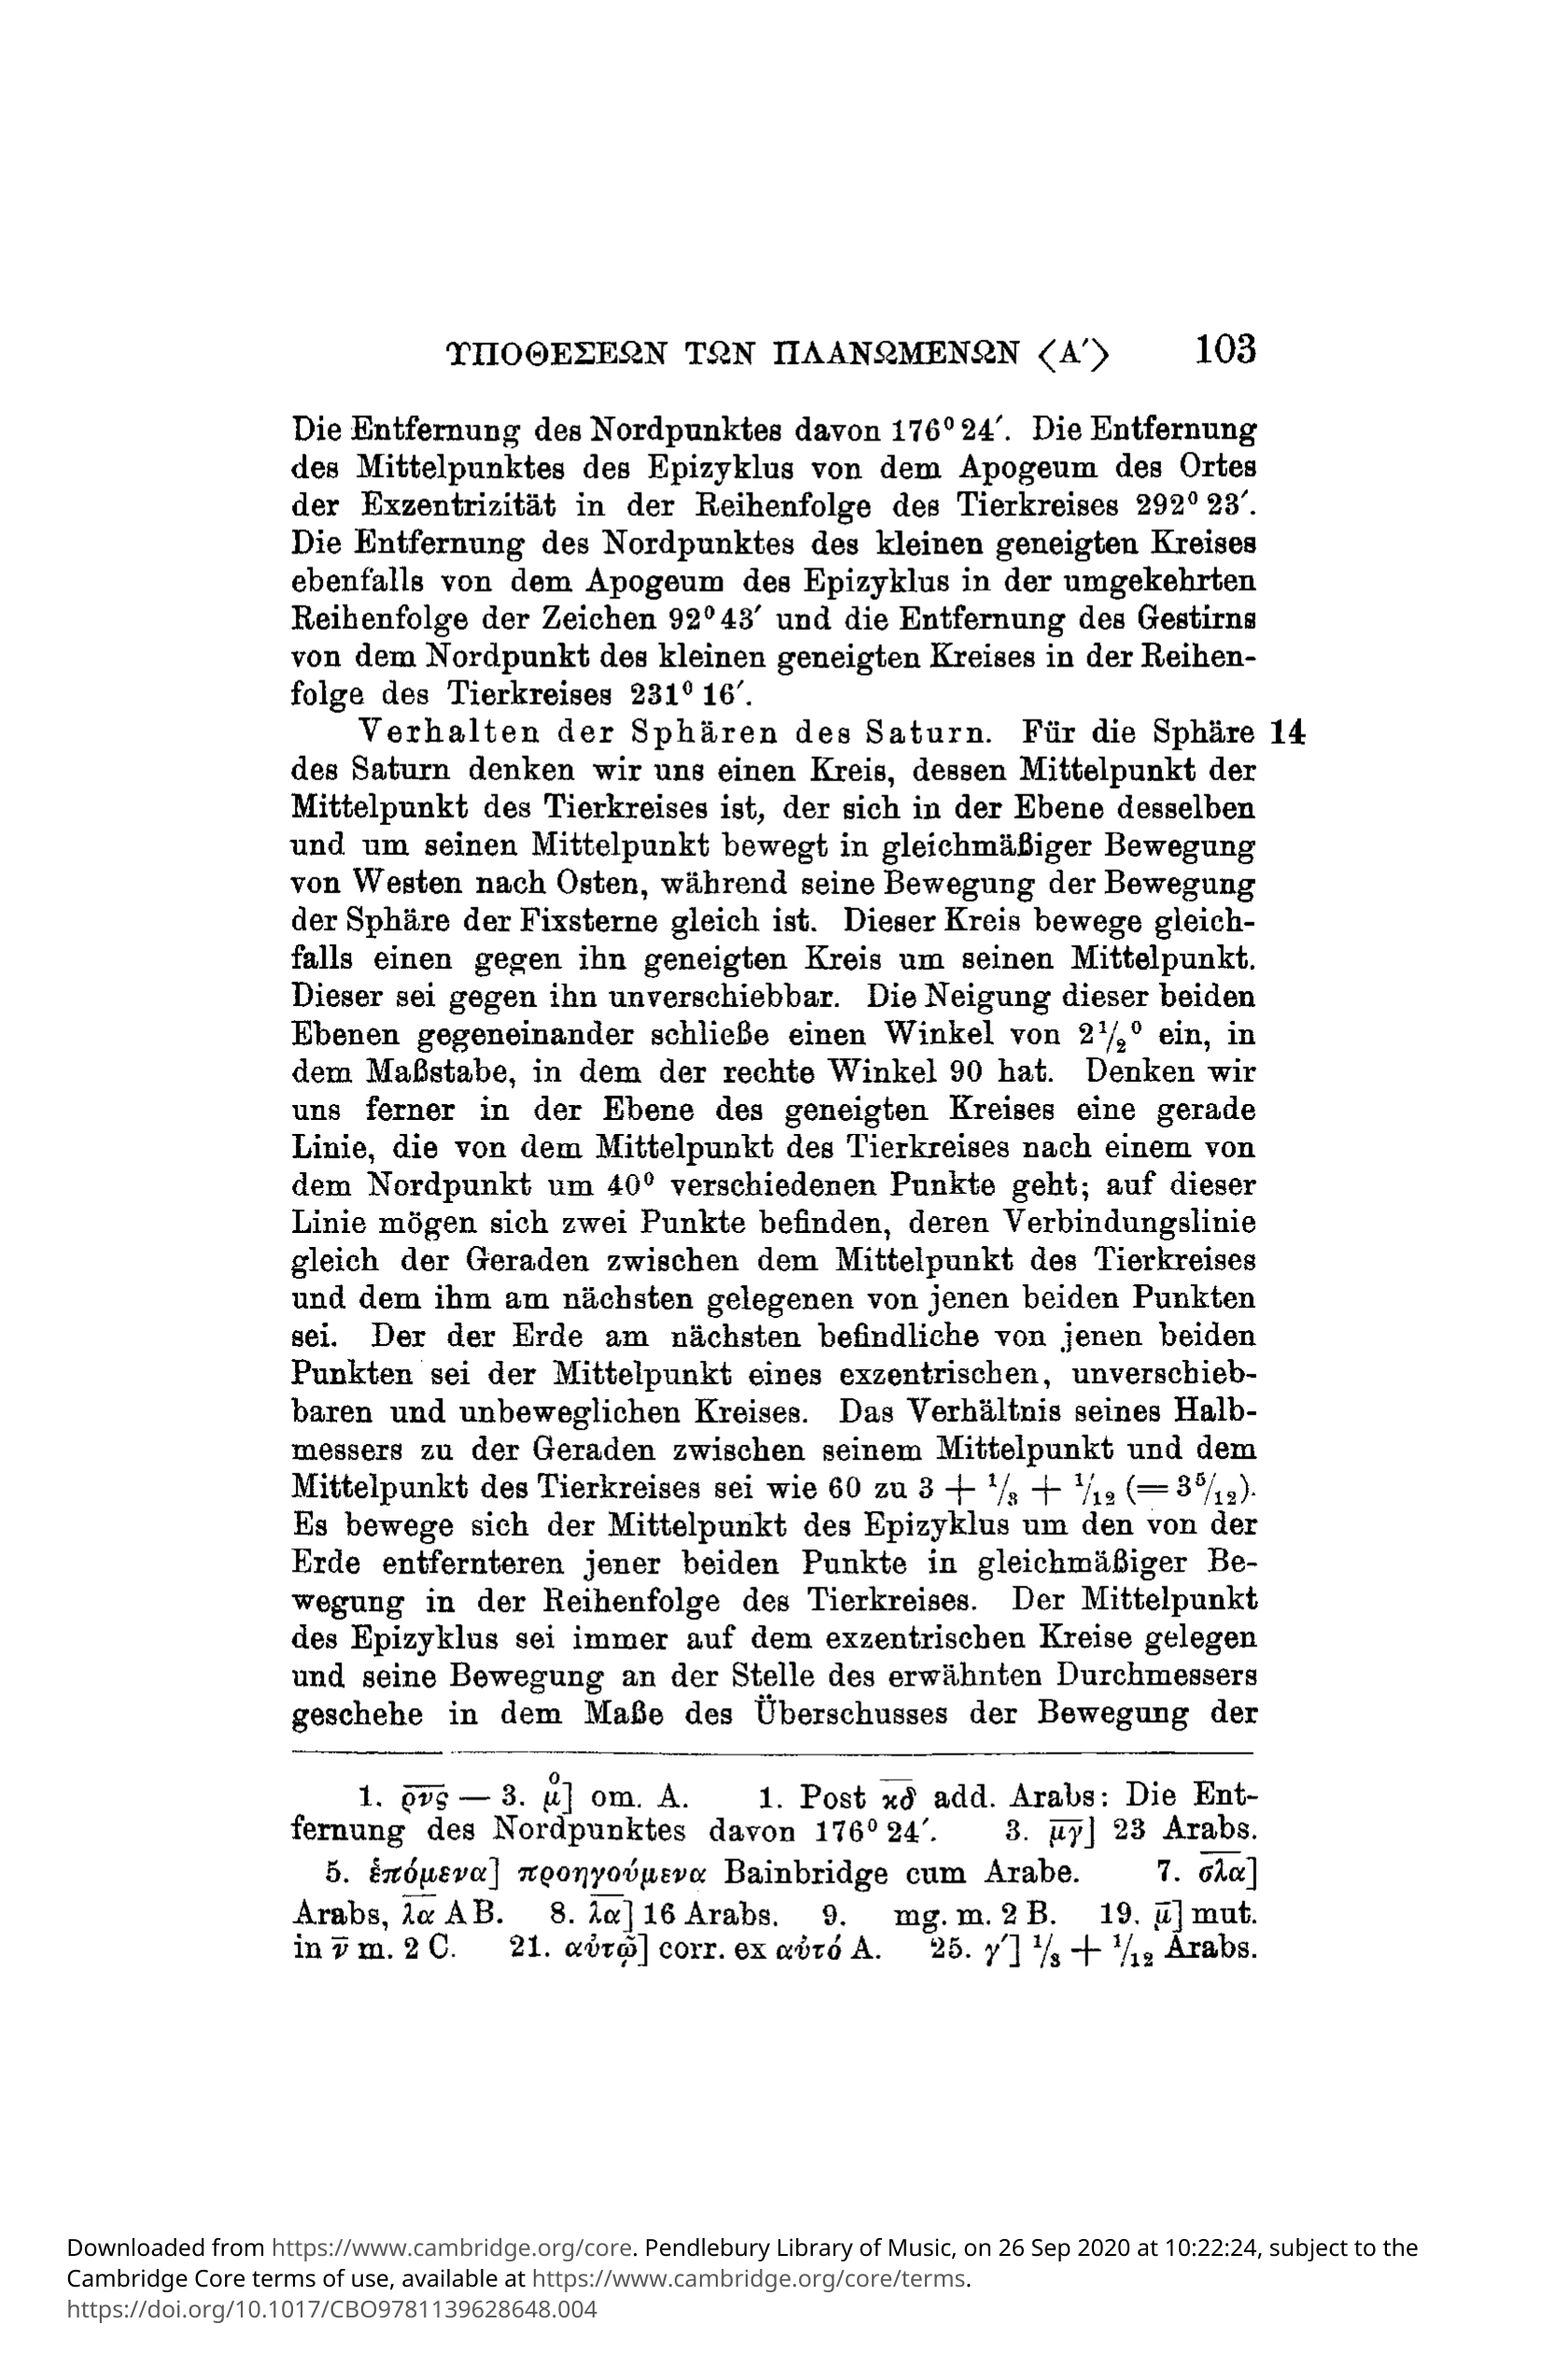 ΥΠΟΘΕΣΕΩΝ ΤΩΝ ΠΛΑΝΩΜΕΝΩΝ ⟨Α′⟩ 103
Die Entfernung des Nordpunktes davon 176⁰ 24′. Die Entfernung
des Mittelpunktes des Epizyklus von dem Apogeum des Ortes
der Exzentrizität in der Reihenfolge des Tierkreises 292⁰ 23′.
Die Entfernung des Nordpunktes des kleinen geneigten Kreises
ebenfalls von dem Apogeum des Epizyklus in der umgekehrten
Reihenfolge der Zeichen 92⁰ 43′ und die Entfernung des Gestirns
von dem Nordpunkt des kleinen geneigten Kreises in der Reihen-
folge des Tierkreises 231⁰ 16′.
Verhalten der Sphären des Saturn. Für die Sphäre 14
des Saturn denken wir uns einen Kreis, dessen Mittelpunkt der
Mittelpunkt des Tierkreises ist, der sich in der Ebene desselben
und um seinen Mittelpunkt bewegt in gleichmäßiger Bewegung
von Westen nach Osten, während seine Bewegung der Bewegung
der Sphäre der Fixsterne gleich ist. Dieser Kreis bewege gleich-
falls einen gegen ihn geneigten Kreis um seinen Mittelpunkt.
Dieser sei gegen ihn unverschiebbar. Die Neigung dieser beiden
Ebenen gegeneinander schließe einen Winkel von 2¹/₂⁰ ein, in
dem Maßstabe, in dem der rechte Winkel 90 hat. Denken wir
uns ferner in der Ebene des geneigten Kreises eine gerade
Linie, die von dem Mittelpunkt des Tierkreises nach einem von
dem Nordpunkt um 40⁰ verschiedenen Punkte geht; auf dieser
Linie mögen sich zwei Punkte befinden, deren Verbindungslinie
gleich der Geraden zwischen dem Mittelpunkt des Tierkreises
und dem ihm am nächsten gelegenen von jenen beiden Punkten
sei. Der der Erde am nächsten befindliche von jenen beiden
Punkten sei der Mittelpunkt eines exzentrischen, unverschieb-
baren und unbeweglichen Kreises. Das Verhältnis seines Halb-
messers zu der Geraden zwischen seinem Mittelpunkt und dem
Mittelpunkt des Tierkreises sei wie 60 zu 3 + ¹/₃ + ¹/₁₂ (= 3⁵/₁₂).
Es bewege sich der Mittelpunkt des Epizyklus um den von der
Erde entfernteren jener beiden Punkte in gleichmäßiger Be-
wegung in der Reihenfolge des Tierkreises. Der Mittelpunkt
des Epizyklus sei immer auf dem exzentrischen Kreise gelegen
und seine Bewegung an der Stelle des erwähnten Durchmessers
geschehe in dem Maße des Überschusses der Bewegung der
1. ρ̅ν̅ς̅ — 3. μ̊] om. A. 1. Post κ̅δ̅ add. Arabs: Die Ent-
fernung des Nordpunktes davon 176⁰ 24′. 3. μ̅γ̅] 23 Arabs.
5. ἑπόμενα] προηγούμενα Bainbridge cum Arabe. 7. σ̅λ̅α̅]
Arabs, λ̅α̅ A B. 8. λ̅α̅] 16 Arabs. 9. mg. m. 2 B. 19. μ̅] mut.
in ν̅ m. 2 C. 21. αὐτῷ] corr. ex αὐτό A. 25. γ′] ¹/₃ + ¹/₁₂ Arabs.
Downloaded from https://www.cambridge.org/core. Pendlebury Library of Music, on 26 Sep 2020 at 10:22:24, subject to the
Cambridge Core terms of use, available at https://www.cambridge.org/core/terms.
https://doi.org/10.1017/CBO9781139628648.004